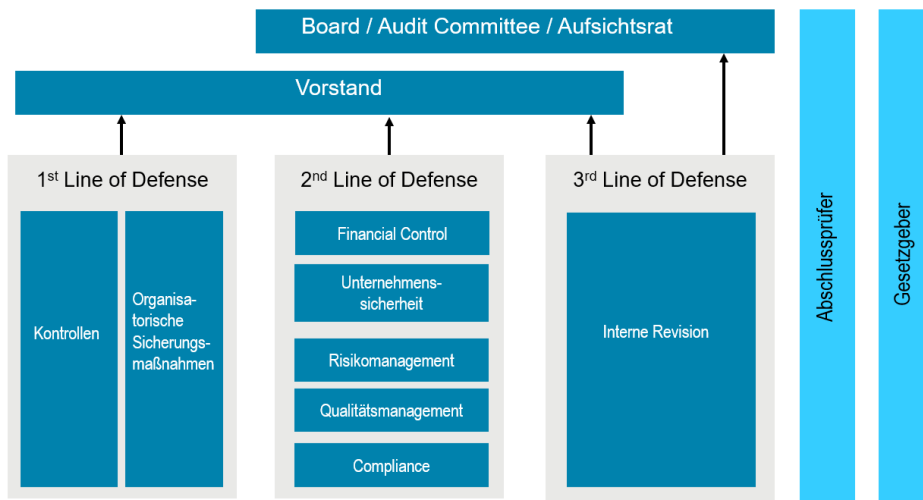 Board / Audit Committee / Aufsichtsrat
Vorstand
1st Line of Defense
Kontrollen
Organisa-
torische
Sicherungs-
maßnahmen
2nd Line of Defense
Financial Control
Unternehmens-
sicherheit
Risikomanagement
Qualitätsmanagement
Compliance
3rd Line of Defense
Interne Revision
Abschlussprüfer
Gesetzgeber